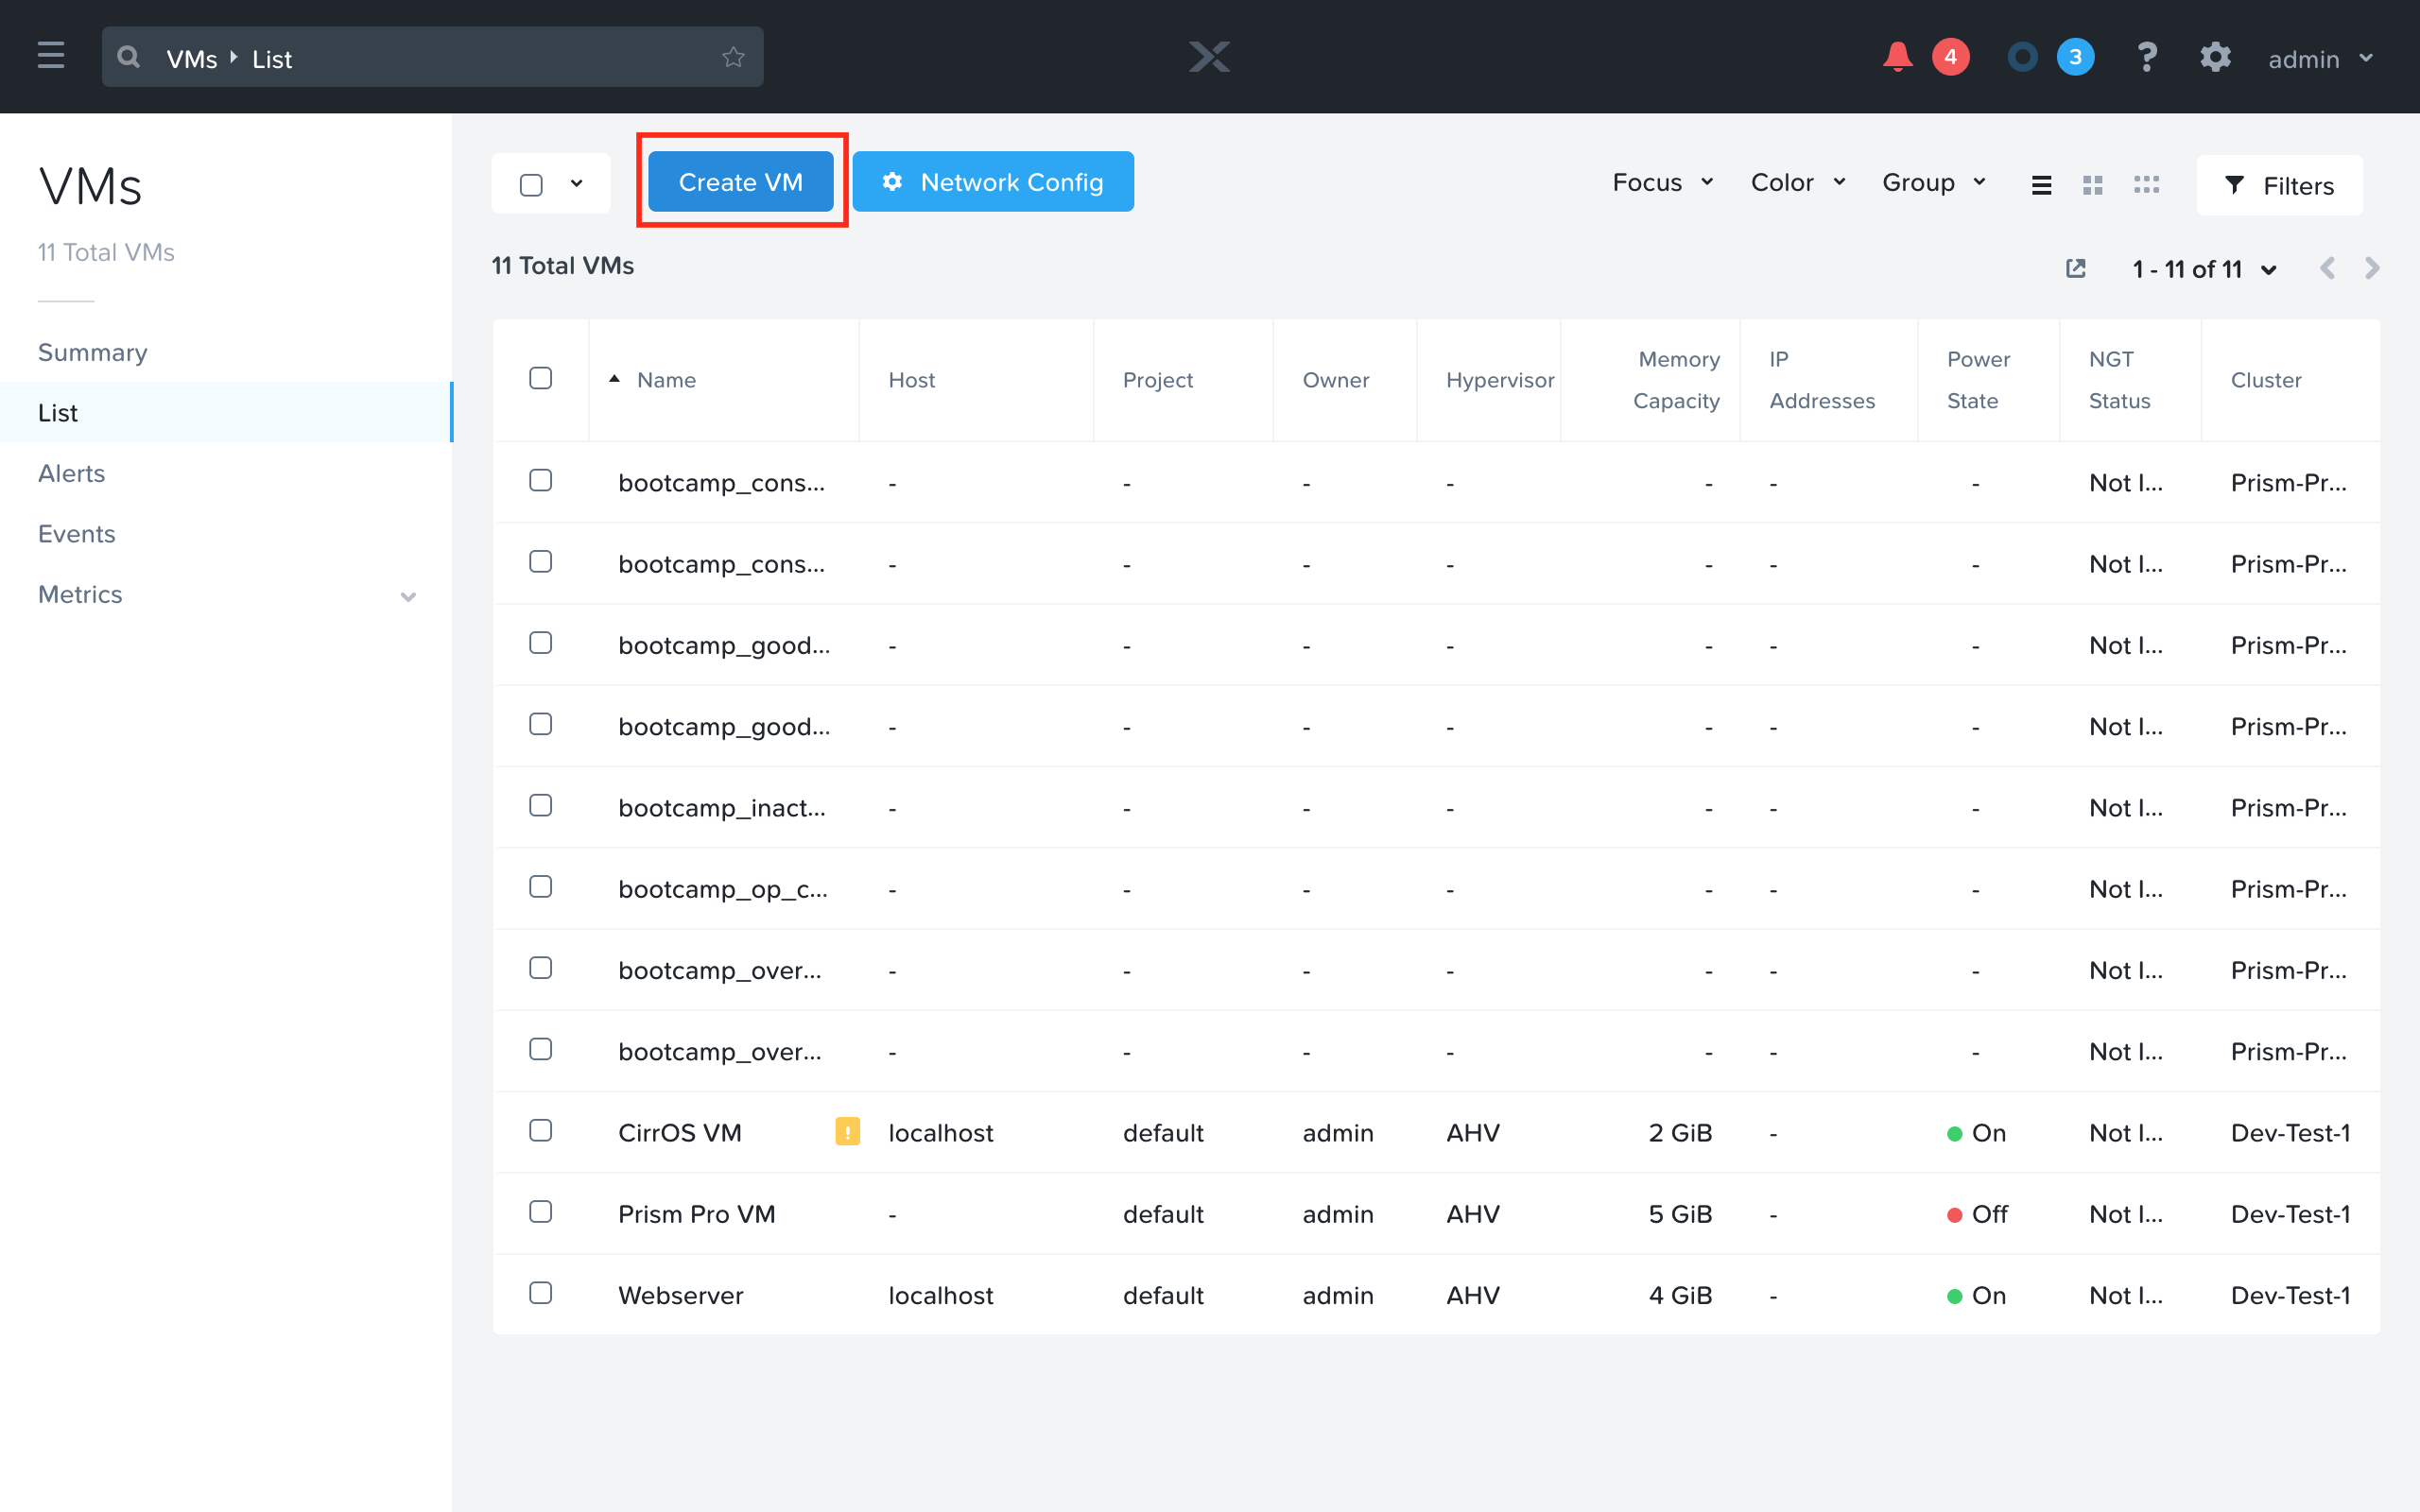 VMs List
4
3
?
admin
VMs
11 Total VMs
Summary
List
Alerts
Events
Metrics
Create VM
Network Config
Focus
Color
Group
Filters
11 Total VMs
1 - 11 of 11
Name
Host
Project
Owner
Hypervisor
Memory
Capacity
IP
Addresses
Power
State
NGT
Status
Cluster
bootcamp_cons... - - - - - - - Not I... Prism-Pr...
bootcamp_cons... - - - - - - - Not I... Prism-Pr...
bootcamp_good... - - - - - - - Not I... Prism-Pr...
bootcamp_good... - - - - - - - Not I... Prism-Pr...
bootcamp_inact... - - - - - - - Not I... Prism-Pr...
bootcamp_op_c... - - - - - - - Not I... Prism-Pr...
bootcamp_over... - - - - - - - Not I... Prism-Pr...
bootcamp_over... - - - - - - - Not I... Prism-Pr...
CirrOS VM ! localhost default admin AHV 2 GiB - On Not I... Dev-Test-1
Prism Pro VM - default admin AHV 5 GiB - Off Not I... Dev-Test-1
Webserver localhost default admin AHV 4 GiB - On Not I... Dev-Test-1